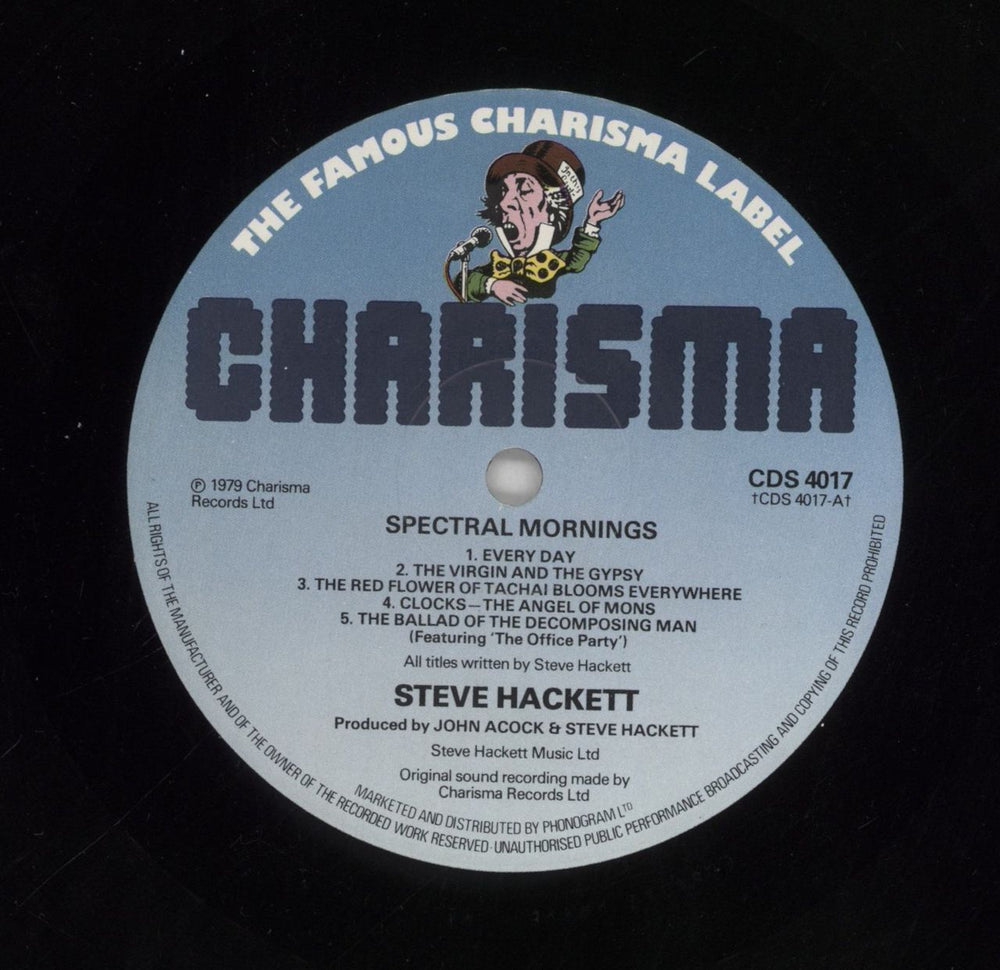 THE FAMOUS CHARISMA LABEL
CHARISMA
℗ 1979 Charisma
Records Ltd
CDS 4017
†CDS 4017-A†
SPECTRAL MORNINGS
1. EVERY DAY
2. THE VIRGIN AND THE GYPSY
3. THE RED FLOWER OF TACHAI BLOOMS EVERYWHERE
4. CLOCKS—THE ANGEL OF MONS
5. THE BALLAD OF THE DECOMPOSING MAN
(Featuring 'The Office Party')
All titles written by Steve Hackett
STEVE HACKETT
Produced by JOHN ACOCK & STEVE HACKETT
Steve Hackett Music Ltd
Original sound recording made by
Charisma Records Ltd
MARKETED AND DISTRIBUTED BY PHONOGRAM LTD
ALL RIGHTS OF THE MANUFACTURER AND OF THE OWNER OF THE RECORDED WORK RESERVED·UNAUTHORISED PUBLIC PERFORMANCE BROADCASTING AND COPYING OF THIS RECORD PROHIBITED